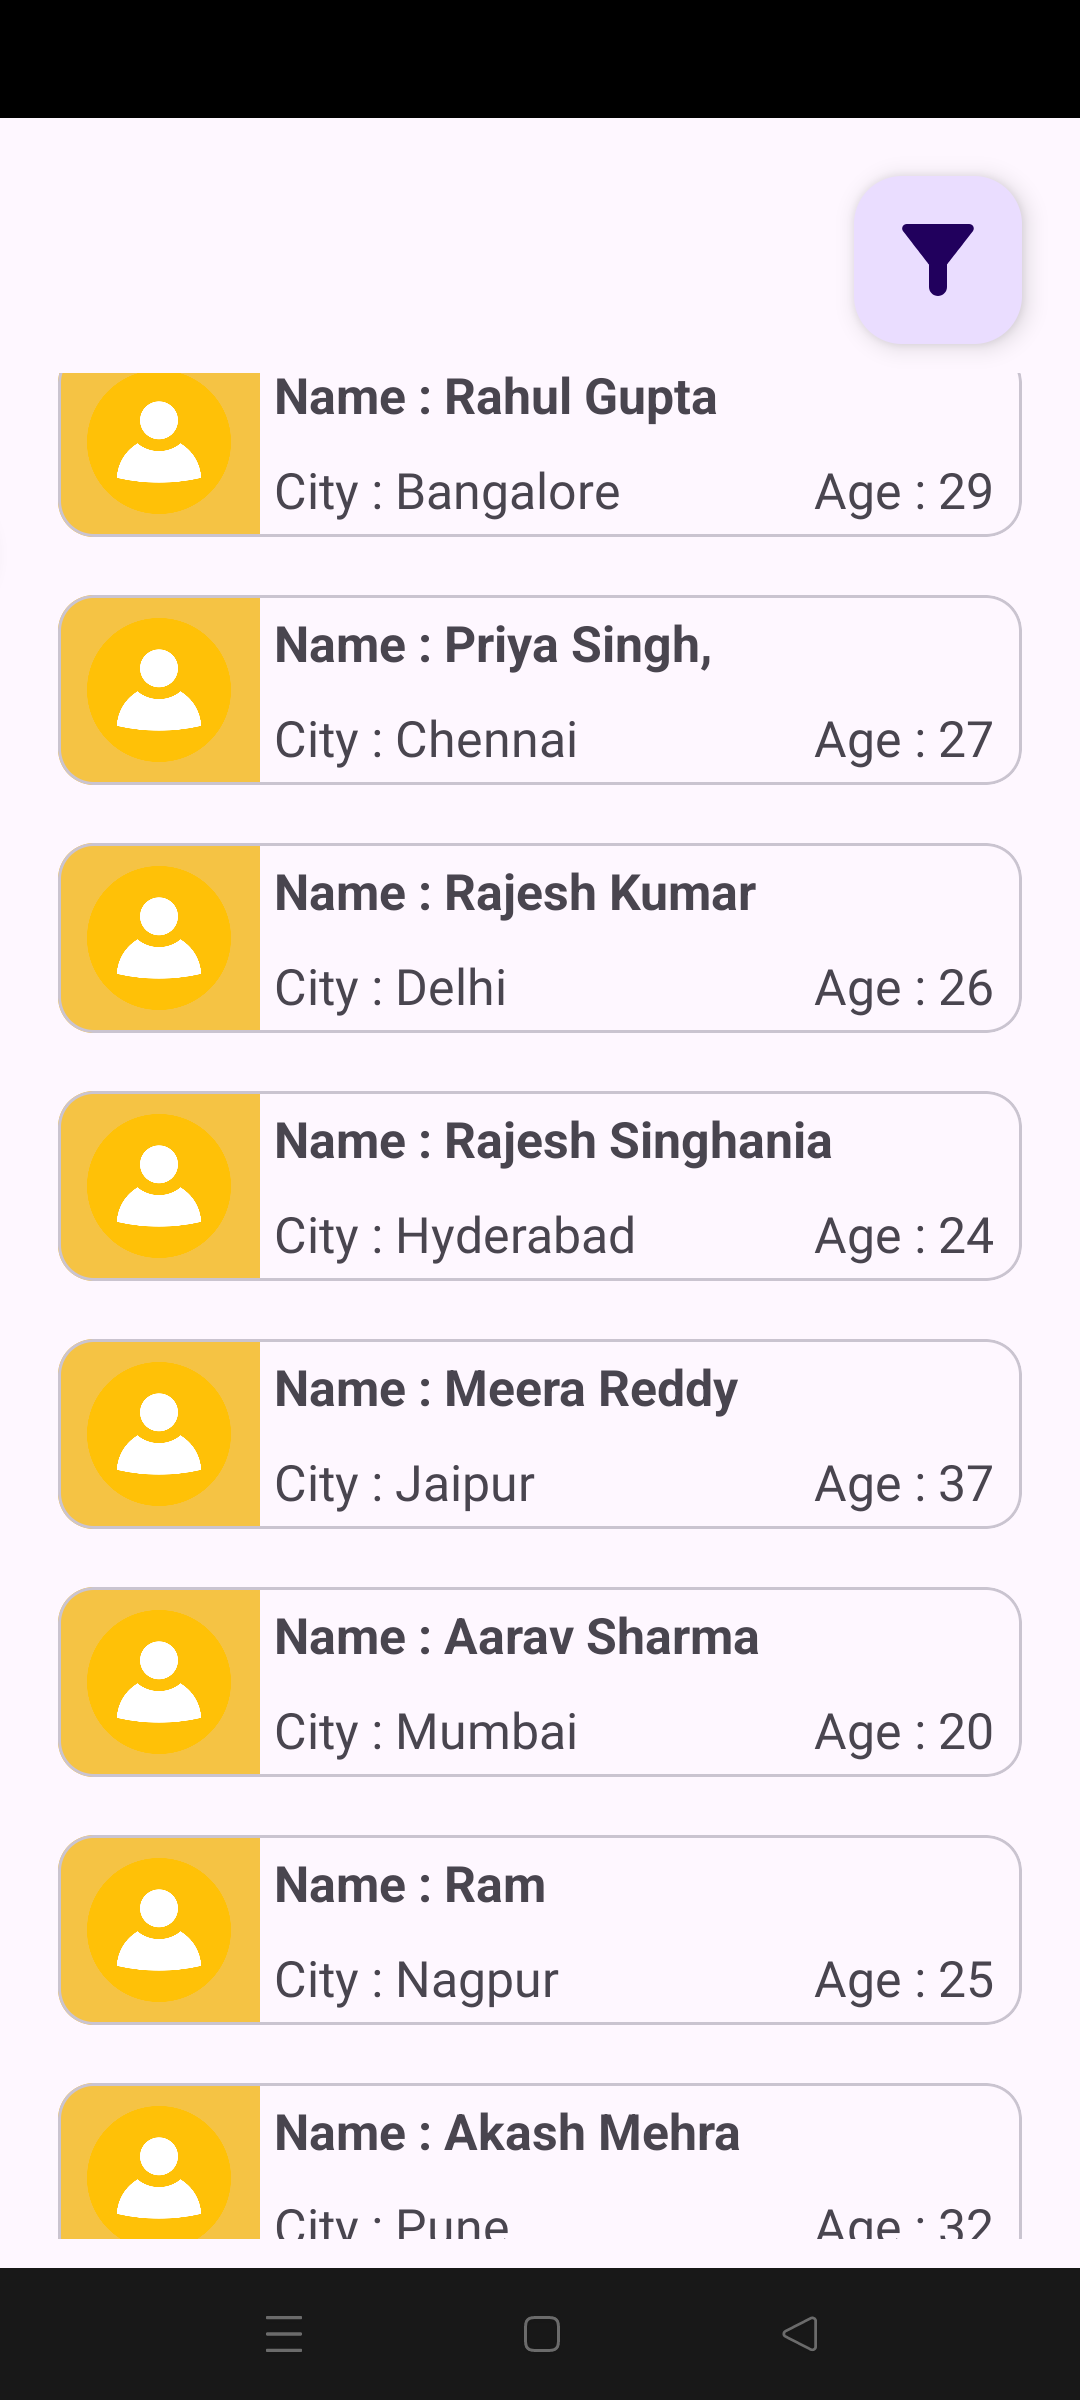 Name : Rahul Gupta
City : Bangalore Age : 29
Name : Priya Singh,
City : Chennai Age : 27
Name : Rajesh Kumar
City : Delhi Age : 26
Name : Rajesh Singhania
City : Hyderabad Age : 24
Name : Meera Reddy
City : Jaipur Age : 37
Name : Aarav Sharma
City : Mumbai Age : 20
Name : Ram
City : Nagpur Age : 25
Name : Akash Mehra
City : Pune Age : 32